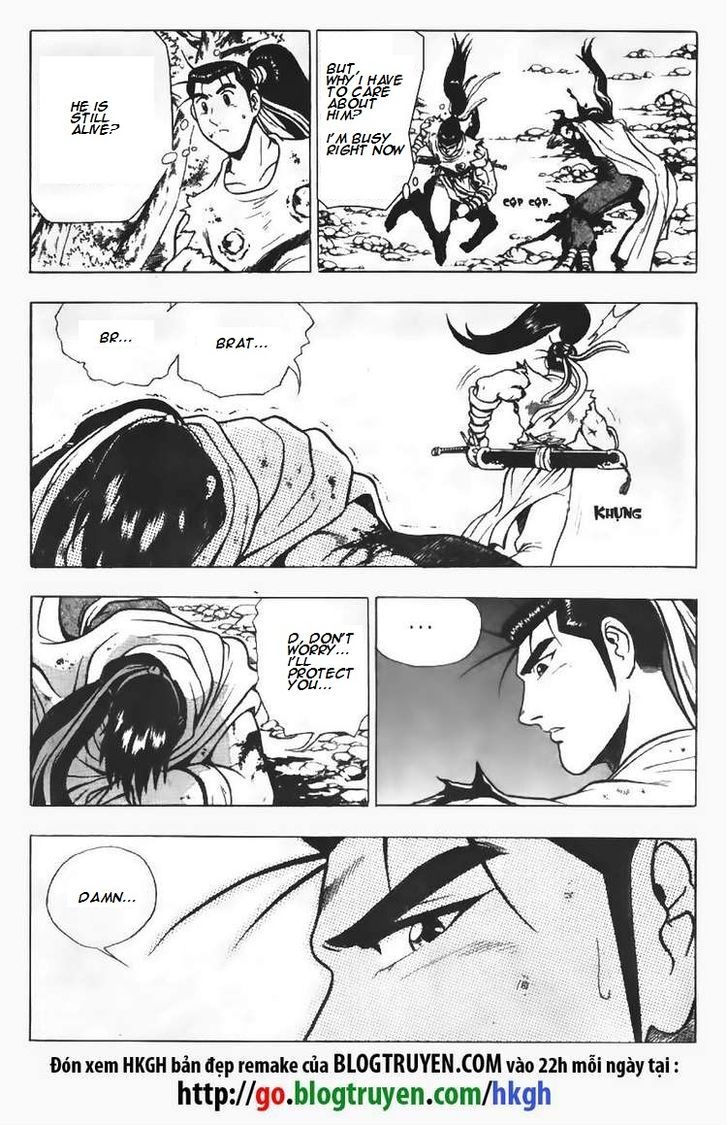 HE IS
STILL
ALIVE?
BUT,
WHY I HAVE
TO CARE
ABOUT
HIM?
I'M BUSY
RIGHT NOW
CỘP CỘP.
BR...
BRAT...
KHỰNG
D, DON'T
WORRY...
I'LL
PROTECT
YOU...
...
DAMN...
Đón xem HKGH bản đẹp remake của BLOGTRUYEN.COM vào 22h mỗi ngày tại :
http://go.blogtruyen.com/hkgh